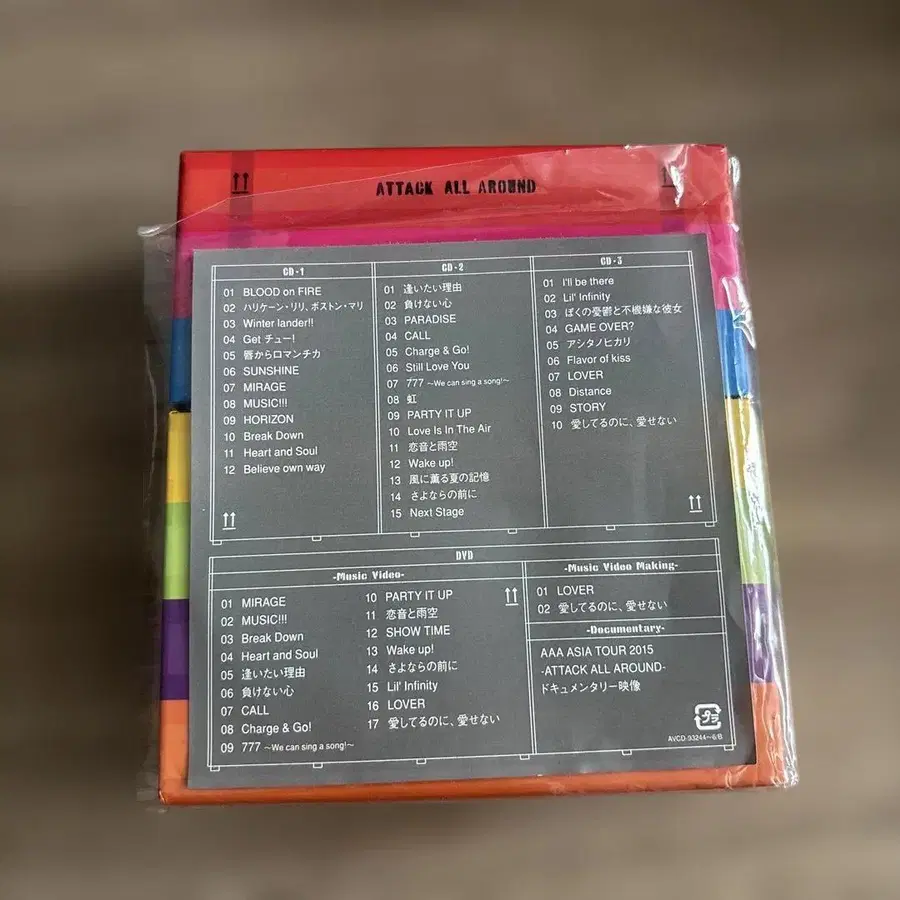 ATTACK ALL AROUND
CD-1
01 BLOOD on FIRE
02 ハリケーン・リリ、ボストン・マリ
03 Winter lander!!
04 Get チュー!
05 唇からロマンチカ
06 SUNSHINE
07 MIRAGE
08 MUSIC!!!
09 HORIZON
10 Break Down
11 Heart and Soul
12 Believe own way
CD-2
01 逢いたい理由
02 負けない心
03 PARADISE
04 CALL
05 Charge & Go!
06 Still Love You
07 777 ~We can sing a song!~
08 虹
09 PARTY IT UP
10 Love Is In The Air
11 恋音と雨空
12 Wake up!
13 風に薫る夏の記憶
14 さよならの前に
15 Next Stage
CD-3
01 I'll be there
02 Lil' Infinity
03 ぼくの憂鬱と不機嫌な彼女
04 GAME OVER?
05 アシタノヒカリ
06 Flavor of kiss
07 LOVER
08 Distance
09 STORY
10 愛してるのに、愛せない
DVD
-Music Video-
01 MIRAGE
02 MUSIC!!!
03 Break Down
04 Heart and Soul
05 逢いたい理由
06 負けない心
07 CALL
08 Charge & Go!
09 777 ~We can sing a song!~
10 PARTY IT UP
11 恋音と雨空
12 SHOW TIME
13 Wake up!
14 さよならの前に
15 Lil' Infinity
16 LOVER
17 愛してるのに、愛せない
-Music Video Making-
01 LOVER
02 愛してるのに、愛せない
-Documentary-
AAA ASIA TOUR 2015
-ATTACK ALL AROUND-
ドキュメンタリー映像
プラ
AVCD-93244~6/B